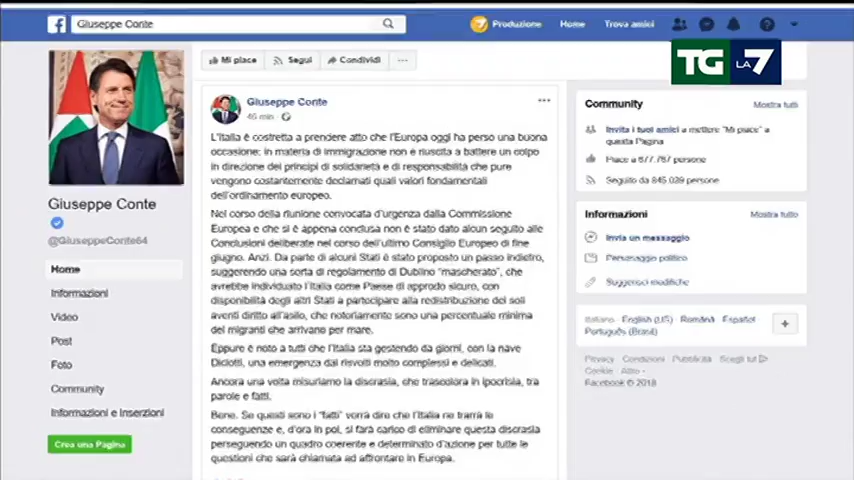 Giuseppe Conte
Produzione Home Trova amici
TG LA 7
Mi piace Segui Condividi ...
Giuseppe Conte
46 min
L'Italia è costretta a prendere atto che l'Europa oggi ha perso una buona
occasione: in materia di immigrazione non è riuscita a battere un colpo
in direzione dei principi di solidarietà e di responsabilità che pure
vengono costantemente declamati quali valori fondamentali
dell'ordinamento europeo.
Nel corso della riunione convocata d'urgenza dalla Commissione
Europea e che si è appena conclusa non è stato dato alcun seguito alle
Conclusioni deliberate nel corso dell'ultimo Consiglio Europeo di fine
giugno. Anzi. Da parte di alcuni Stati è stato proposto un passo indietro,
suggerendo una sorta di regolamento di Dublino "mascherato", che
avrebbe individuato l'Italia come Paese di approdo sicuro, con
disponibilità degli altri Stati a partecipare alla redistribuzione dei soli
aventi diritto all'asilo, che notoriamente sono una percentuale minima
dei migranti che arrivano per mare.
Eppure è noto a tutti che l'Italia sta gestendo da giorni, con la nave
Diciotti, una emergenza dai risvolti molto complessi e delicati.
Ancora una volta misuriamo la discrasia, che trascolora in ipocrisia, tra
parole e fatti.
Bene. Se questi sono i "fatti" vorrà dire che l'Italia ne trarrà le
conseguenze e, d'ora in poi, si farà carico di eliminare questa discrasia
perseguendo un quadro coerente e determinato d'azione per tutte le
questioni che sarà chiamata ad affrontare in Europa.
Giuseppe Conte
@GiuseppeConte64
Home
Informazioni
Video
Post
Foto
Community
Informazioni e Inserzioni
Crea una Pagina
Community Mostra tutti
Invita i tuoi amici a mettere "Mi piace" a
questa Pagina
Piace a 677.787 persone
Seguito da 845.039 persone
Informazioni Mostra tutto
Invia un messaggio
Personaggio politico
Suggerisci modifiche
Italiano English (US) Română Español
Português (Brasil)
Privacy Condizioni Pubblicità Scegli tu!
Cookie Altro
Facebook © 2018